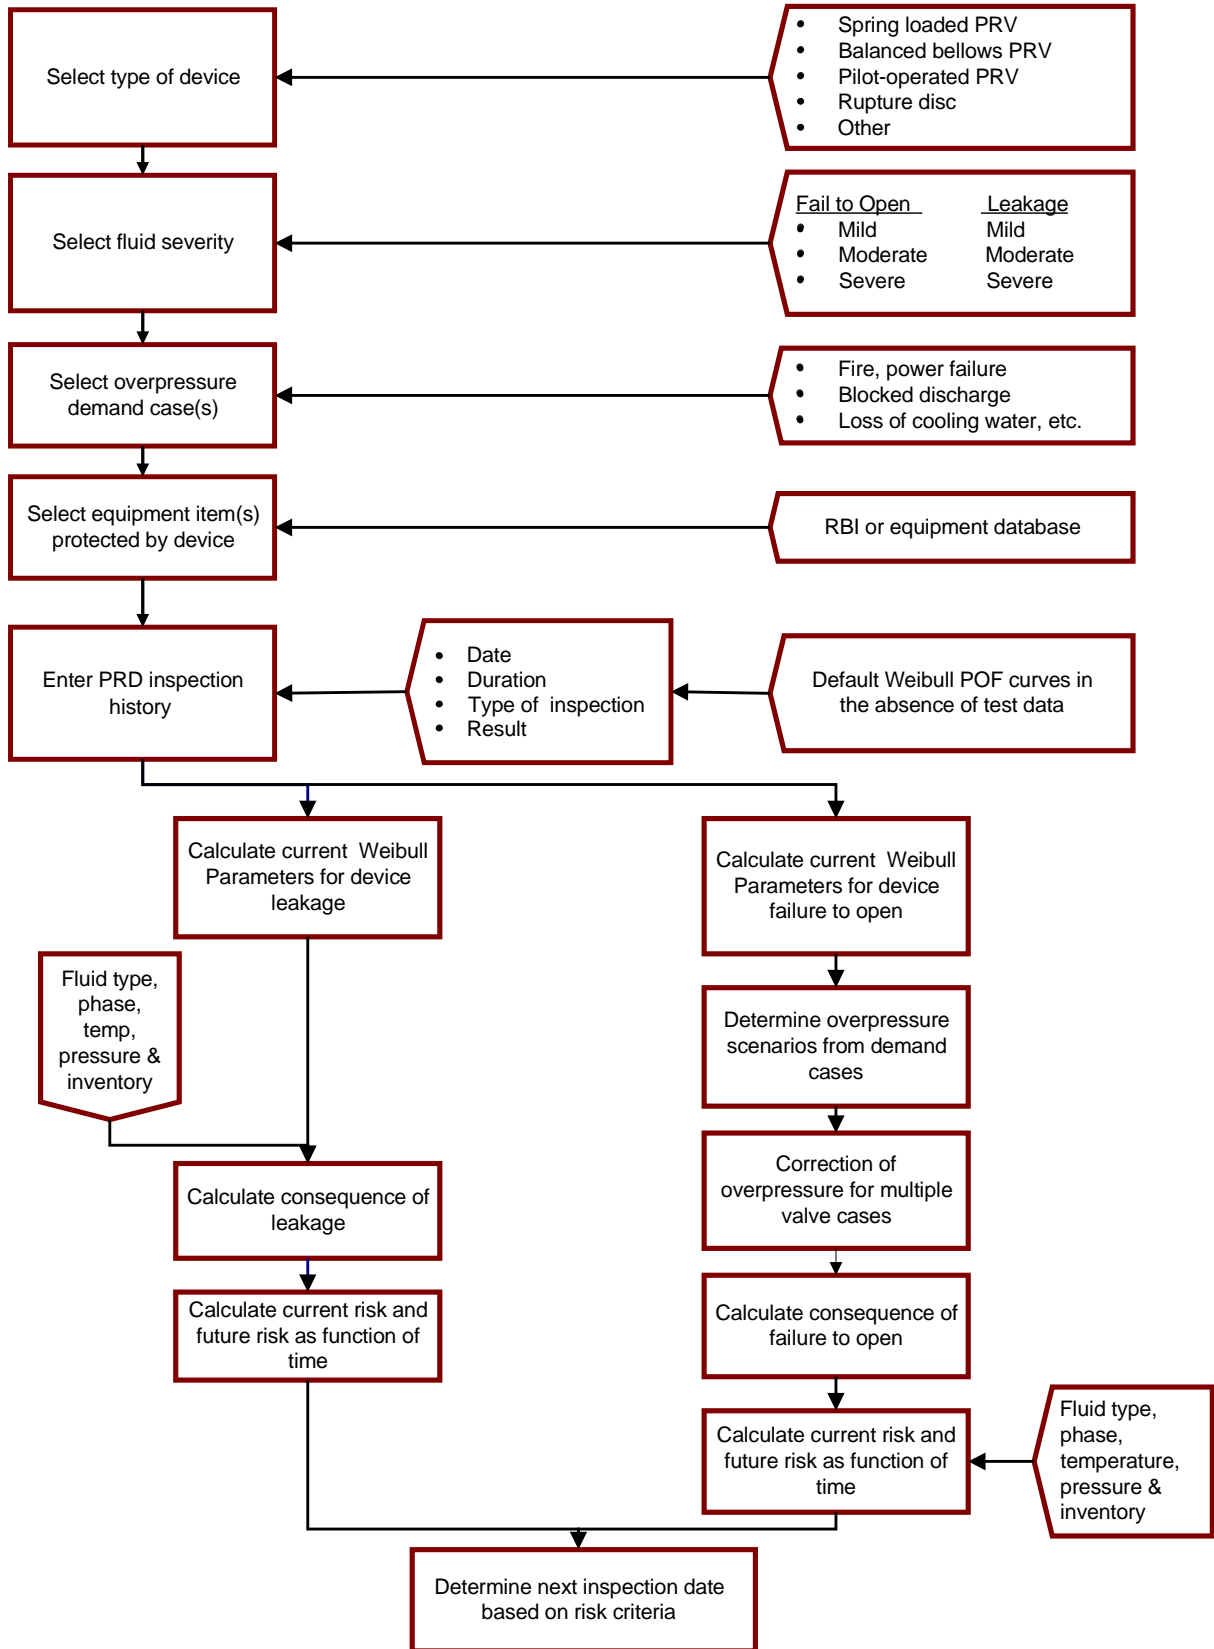 Select type of device
• Spring loaded PRV
• Balanced bellows PRV
• Pilot-operated PRV
• Rupture disc
• Other
Select fluid severity
Fail to Open Leakage
• Mild Mild
• Moderate Moderate
• Severe Severe
Select overpressure
demand case(s)
• Fire, power failure
• Blocked discharge
• Loss of cooling water, etc.
Select equipment item(s)
protected by device
RBI or equipment database
Enter PRD inspection
history
• Date
• Duration
• Type of inspection
• Result
Default Weibull POF curves in
the absence of test data
Calculate current Weibull
Parameters for device
leakage
Calculate current Weibull
Parameters for device
failure to open
Fluid type,
phase,
temp,
pressure &
inventory
Determine overpressure
scenarios from demand
cases
Calculate consequence of
leakage
Correction of
overpressure for multiple
valve cases
Calculate current risk and
future risk as function of
time
Calculate consequence of
failure to open
Calculate current risk and
future risk as function of
time
Fluid type,
phase,
temperature,
pressure &
inventory
Determine next inspection date
based on risk criteria